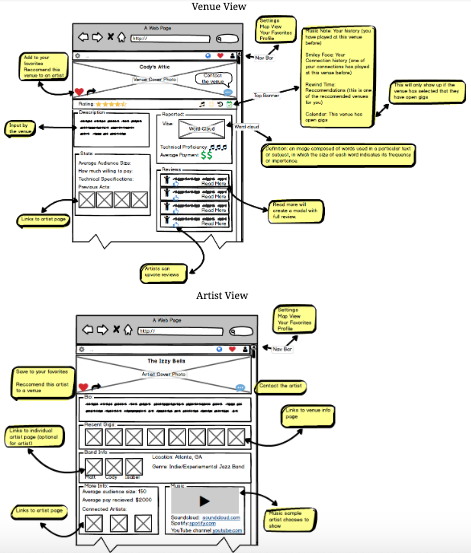 Venue View
A Web Page
http://
Settings
Map View
Your Favorites
Profile
Nav Bar
Music Note: Your history (you
have played at this venue
before)
Smiley Face: Your
Connection history (one of
your connections has played
at this venue before)
Rewind Time:
Recommendations (this is one
of the reccomended venues
for you)
Calendar: This venue has
open gigs
This will only show up if the
venue has selected that they
have open gigs
Add to your
favorites
Reccomend this
venue to an artist
Cody's Attic
Venue Cover Photo
Contact
the venue
Top Banner
Rating
Description
Input by
the venue
Reported:
Vibe
Word Cloud
Word cloud
Technical Proficiency
Average Payment $$
Definition: an image composed of words used in a particular text
or subject, in which the size of each word indicates its frequency
or importance.
Stats
Average Audience Size:
How much willing to pay:
Technical Specifications:
Previous Acts:
Links to artist page
Reviews
Read More
Read More
Read More
Read More
Read more will
create a modal with
full review
Artists can
upvote reviews
Artist View
A Web Page
http://
Settings
Map View
Your Favorites
Profile
Nav Bar
The Izzy Bells
Artist Cover Photo
Save to your favorites
Reccomend this artist
to a venue
Contact the artist
Bio
Recent Gigs
Links to venue info
page
Links to individual
artist page (optional
for artist)
Band Info
Matt Cody Isabel
Location: Atlanta, GA
Genre: Indie/Experiamental Jazz Band
More Info
Average audience size: 150
Average pay recieved: $2000
Connected Artists:
Links to artist page
Music
Soundcloud: soundcloud.com
Spotify:spotify.com
YouTube channel:youtube.com
Music sample
artist chooses to
show